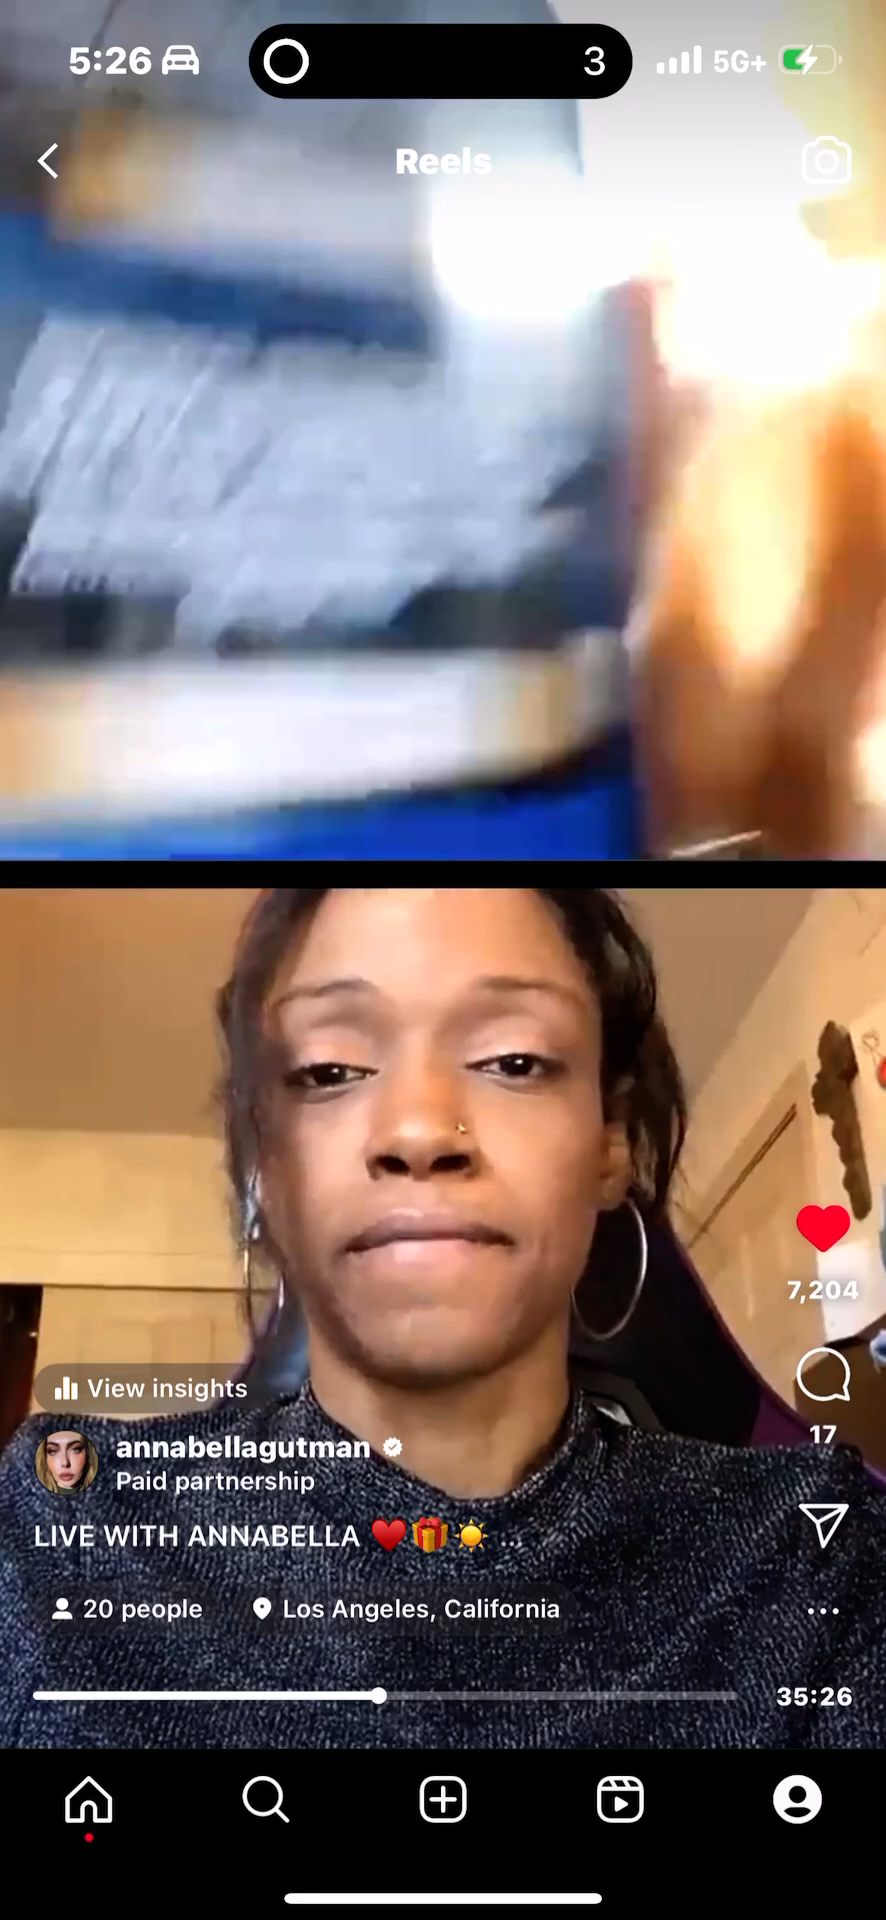 5:26
3
5G+
Reels
7,204
View insights
17
annabellagutman
Paid partnership
LIVE WITH ANNABELLA ❤️🎁☀️ ...
20 people
Los Angeles, California
35:26